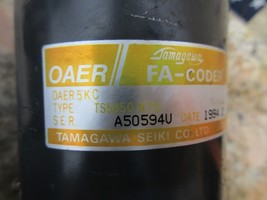 OAER
Tamagawa
FA-CODER
OAER5KC
TYPE
SER A50594U DATE 1994
TAMAGAWA SEIKI CO. LTD